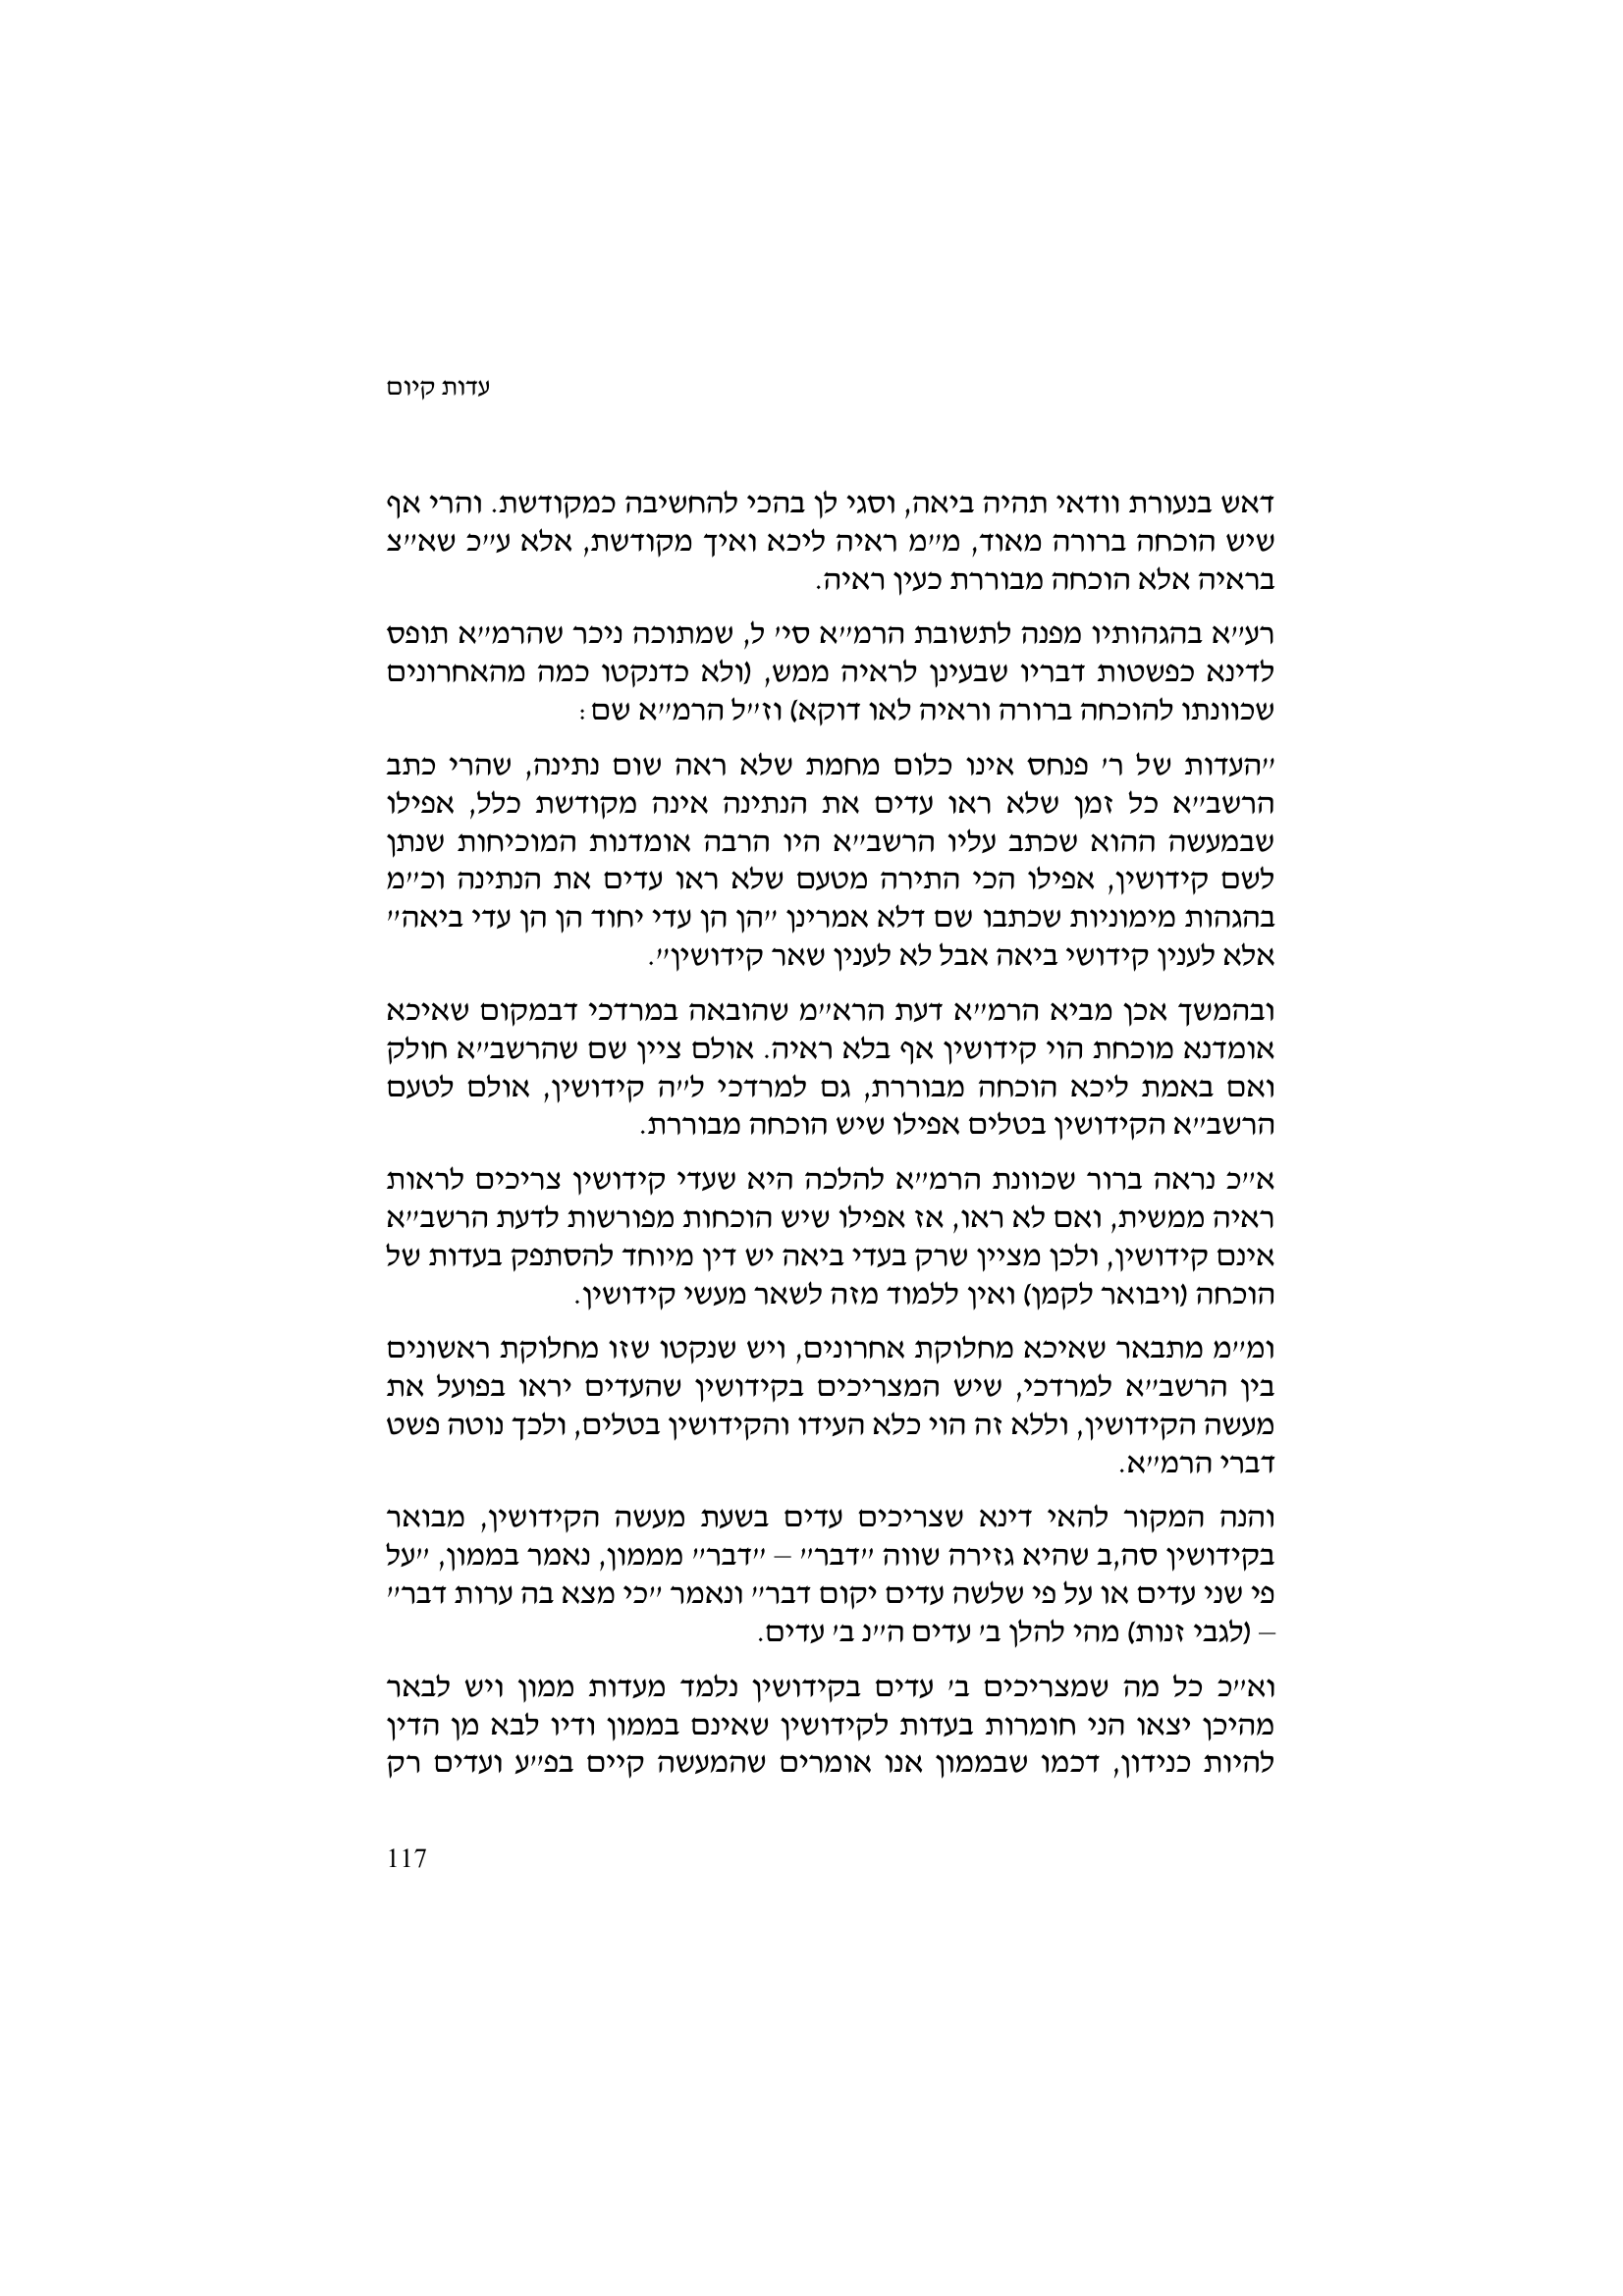 עדות קיום
דאש בנעורת וודאי תהיה ביאה, וסגי לן בהכי להחשיבה כמקודשת. והרי אף
שיש הוכחה ברורה מאוד, מ״מ ראיה ליכא ואיך מקודשת, אלא ע״כ שא״צ
בראיה אלא הוכחה מבוררת כעין ראיה.
רע״א בהגהותיו מפנה לתשובת הרמ״א סי׳ ל, שמתוכה ניכר שהרמ״א תופס
לדינא כפשטות דבריו שבעינן לראיה ממש, (ולא כדנקטו כמה מהאחרונים
שכוונתו להוכחה ברורה וראיה לאו דוקא) וז״ל הרמ״א שם:
״העדות של ר׳ פנחס אינו כלום מחמת שלא ראה שום נתינה, שהרי כתב
הרשב״א כל זמן שלא ראו עדים את הנתינה אינה מקודשת כלל, אפילו
שבמעשה ההוא שכתב עליו הרשב״א היו הרבה אומדנות המוכיחות שנתן
לשם קידושין, אפילו הכי התירה מטעם שלא ראו עדים את הנתינה וכ״מ
בהגהות מימוניות שכתבו שם דלא אמרינן ״הן הן עדי יחוד הן הן עדי ביאה״
אלא לענין קידושי ביאה אבל לא לענין שאר קידושין״.
ובהמשך אכן מביא הרמ״א דעת הרא״מ שהובאה במרדכי דבמקום שאיכא
אומדנא מוכחת הוי קידושין אף בלא ראיה. אולם ציין שם שהרשב״א חולק
ואם באמת ליכא הוכחה מבוררת, גם למרדכי ל״ה קידושין, אולם לטעם
הרשב״א הקידושין בטלים אפילו שיש הוכחה מבוררת.
א״כ נראה ברור שכוונת הרמ״א להלכה היא שעדי קידושין צריכים לראות
ראיה ממשית, ואם לא ראו, אז אפילו שיש הוכחות מפורשות לדעת הרשב״א
אינם קידושין, ולכן מציין שרק בעדי ביאה יש דין מיוחד להסתפק בעדות של
הוכחה (ויבואר לקמן) ואין ללמוד מזה לשאר מעשי קידושין.
ומ״מ מתבאר שאיכא מחלוקת אחרונים, ויש שנקטו שזו מחלוקת ראשונים
בין הרשב״א למרדכי, שיש המצריכים בקידושין שהעדים יראו בפועל את
מעשה הקידושין, וללא זה הוי כלא העידו והקידושין בטלים, ולכך נוטה פשט
דברי הרמ״א.
והנה המקור להאי דינא שצריכים עדים בשעת מעשה הקידושין, מבואר
בקידושין סה,ב שהיא גזירה שווה ״דבר״ – ״דבר״ מממון, נאמר בממון, ״על
פי שני עדים או על פי שלשה עדים יקום דבר״ ונאמר ״כי מצא בה ערות דבר״
– (לגבי זנות) מהי להלן ב׳ עדים ה״נ ב׳ עדים.
וא״כ כל מה שמצריכים ב׳ עדים בקידושין נלמד מעדות ממון ויש לבאר
מהיכן יצאו הני חומרות בעדות לקידושין שאינם בממון ודיו לבא מן הדין
להיות כנידון, דכמו שבממון אנו אומרים שהמעשה קיים בפ״ע ועדים רק
117